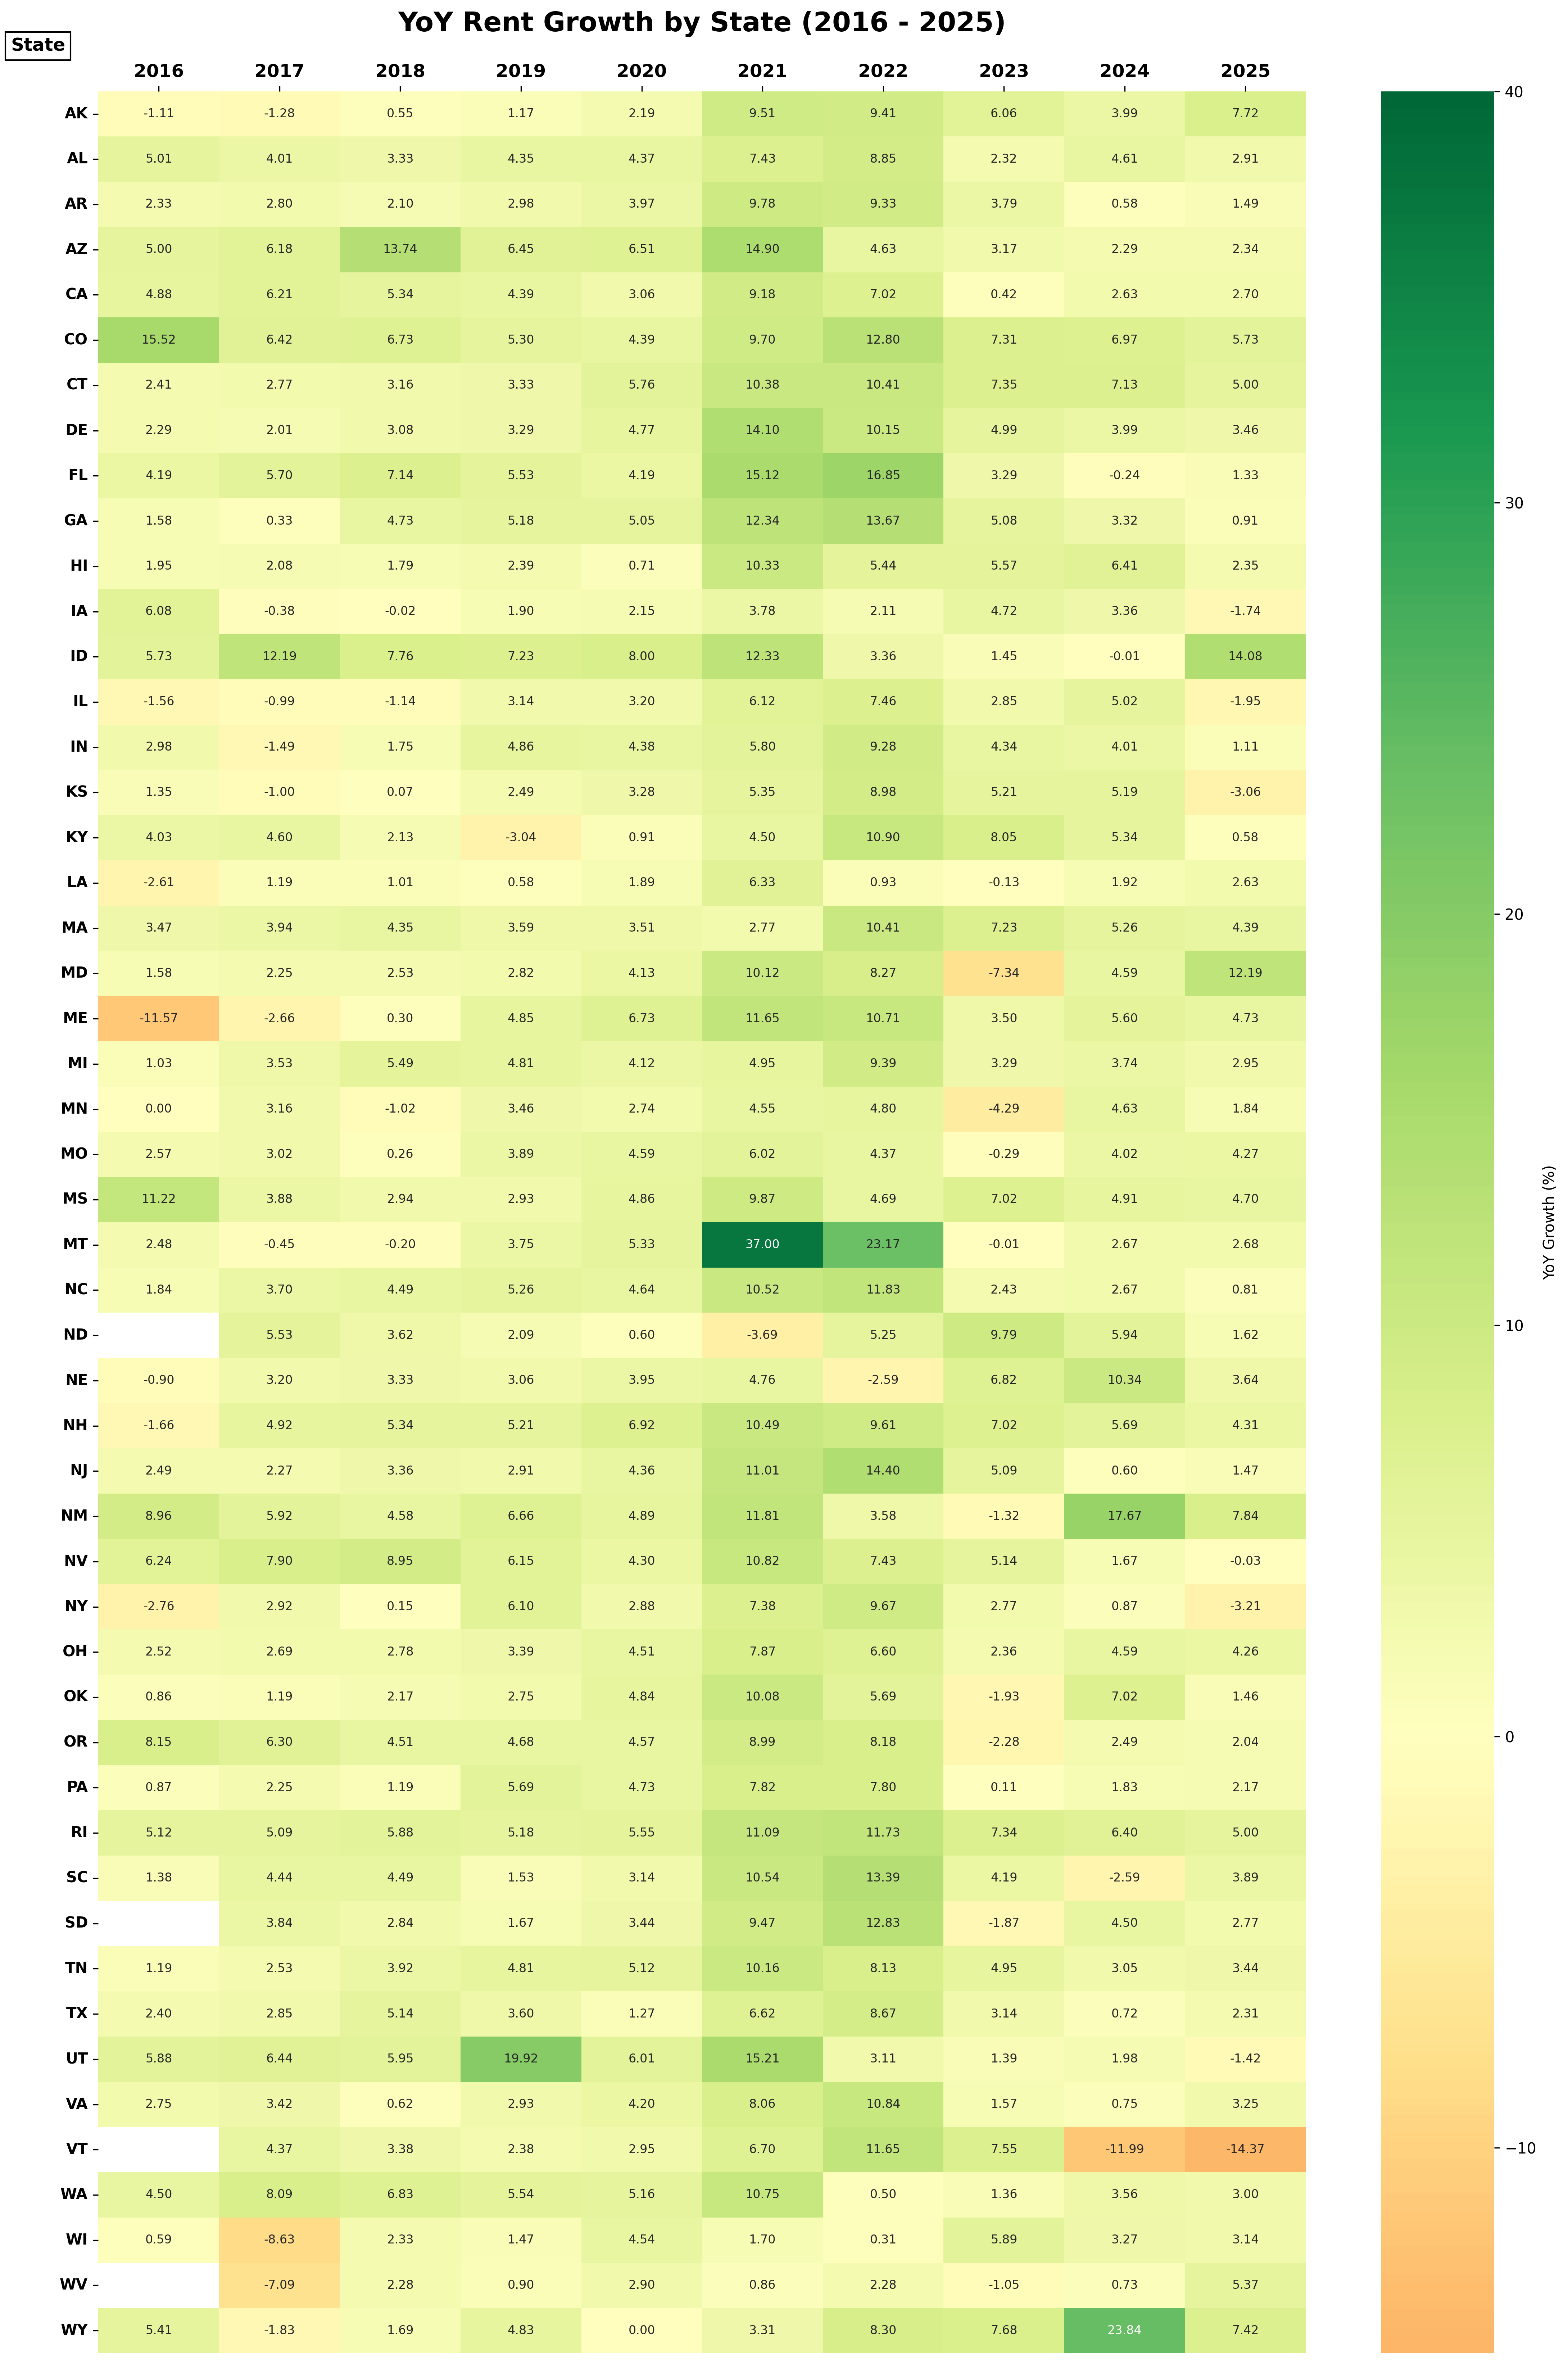 YoY Rent Growth by State (2016 - 2025)
State
2016 2017 2018 2019 2020 2021 2022 2023 2024 2025
AK -1.11 -1.28 0.55 1.17 2.19 9.51 9.41 6.06 3.99 7.72
AL 5.01 4.01 3.33 4.35 4.37 7.43 8.85 2.32 4.61 2.91
AR 2.33 2.80 2.10 2.98 3.97 9.78 9.33 3.79 0.58 1.49
AZ 5.00 6.18 13.74 6.45 6.51 14.90 4.63 3.17 2.29 2.34
CA 4.88 6.21 5.34 4.39 3.06 9.18 7.02 0.42 2.63 2.70
CO 15.52 6.42 6.73 5.30 4.39 9.70 12.80 7.31 6.97 5.73
CT 2.41 2.77 3.16 3.33 5.76 10.38 10.41 7.35 7.13 5.00
DE 2.29 2.01 3.08 3.29 4.77 14.10 10.15 4.99 3.99 3.46
FL 4.19 5.70 7.14 5.53 4.19 15.12 16.85 3.29 -0.24 1.33
GA 1.58 0.33 4.73 5.18 5.05 12.34 13.67 5.08 3.32 0.91
HI 1.95 2.08 1.79 2.39 0.71 10.33 5.44 5.57 6.41 2.35
IA 6.08 -0.38 -0.02 1.90 2.15 3.78 2.11 4.72 3.36 -1.74
ID 5.73 12.19 7.76 7.23 8.00 12.33 3.36 1.45 -0.01 14.08
IL -1.56 -0.99 -1.14 3.14 3.20 6.12 7.46 2.85 5.02 -1.95
IN 2.98 -1.49 1.75 4.86 4.38 5.80 9.28 4.34 4.01 1.11
KS 1.35 -1.00 0.07 2.49 3.28 5.35 8.98 5.21 5.19 -3.06
KY 4.03 4.60 2.13 -3.04 0.91 4.50 10.90 8.05 5.34 0.58
LA -2.61 1.19 1.01 0.58 1.89 6.33 0.93 -0.13 1.92 2.63
MA 3.47 3.94 4.35 3.59 3.51 2.77 10.41 7.23 5.26 4.39
MD 1.58 2.25 2.53 2.82 4.13 10.12 8.27 -7.34 4.59 12.19
ME -11.57 -2.66 0.30 4.85 6.73 11.65 10.71 3.50 5.60 4.73
MI 1.03 3.53 5.49 4.81 4.12 4.95 9.39 3.29 3.74 2.95
MN 0.00 3.16 -1.02 3.46 2.74 4.55 4.80 -4.29 4.63 1.84
MO 2.57 3.02 0.26 3.89 4.59 6.02 4.37 -0.29 4.02 4.27
MS 11.22 3.88 2.94 2.93 4.86 9.87 4.69 7.02 4.91 4.70
MT 2.48 -0.45 -0.20 3.75 5.33 37.00 23.17 -0.01 2.67 2.68
NC 1.84 3.70 4.49 5.26 4.64 10.52 11.83 2.43 2.67 0.81
ND 5.53 3.62 2.09 0.60 -3.69 5.25 9.79 5.94 1.62
NE -0.90 3.20 3.33 3.06 3.95 4.76 -2.59 6.82 10.34 3.64
NH -1.66 4.92 5.34 5.21 6.92 10.49 9.61 7.02 5.69 4.31
NJ 2.49 2.27 3.36 2.91 4.36 11.01 14.40 5.09 0.60 1.47
NM 8.96 5.92 4.58 6.66 4.89 11.81 3.58 -1.32 17.67 7.84
NV 6.24 7.90 8.95 6.15 4.30 10.82 7.43 5.14 1.67 -0.03
NY -2.76 2.92 0.15 6.10 2.88 7.38 9.67 2.77 0.87 -3.21
OH 2.52 2.69 2.78 3.39 4.51 7.87 6.60 2.36 4.59 4.26
OK 0.86 1.19 2.17 2.75 4.84 10.08 5.69 -1.93 7.02 1.46
OR 8.15 6.30 4.51 4.68 4.57 8.99 8.18 -2.28 2.49 2.04
PA 0.87 2.25 1.19 5.69 4.73 7.82 7.80 0.11 1.83 2.17
RI 5.12 5.09 5.88 5.18 5.55 11.09 11.73 7.34 6.40 5.00
SC 1.38 4.44 4.49 1.53 3.14 10.54 13.39 4.19 -2.59 3.89
SD 3.84 2.84 1.67 3.44 9.47 12.83 -1.87 4.50 2.77
TN 1.19 2.53 3.92 4.81 5.12 10.16 8.13 4.95 3.05 3.44
TX 2.40 2.85 5.14 3.60 1.27 6.62 8.67 3.14 0.72 2.31
UT 5.88 6.44 5.95 19.92 6.01 15.21 3.11 1.39 1.98 -1.42
VA 2.75 3.42 0.62 2.93 4.20 8.06 10.84 1.57 0.75 3.25
VT 4.37 3.38 2.38 2.95 6.70 11.65 7.55 -11.99 -14.37
WA 4.50 8.09 6.83 5.54 5.16 10.75 0.50 1.36 3.56 3.00
WI 0.59 -8.63 2.33 1.47 4.54 1.70 0.31 5.89 3.27 3.14
WV -7.09 2.28 0.90 2.90 0.86 2.28 -1.05 0.73 5.37
WY 5.41 -1.83 1.69 4.83 0.00 3.31 8.30 7.68 23.84 7.42
40
30
20
10
0
−10
YoY Growth (%)